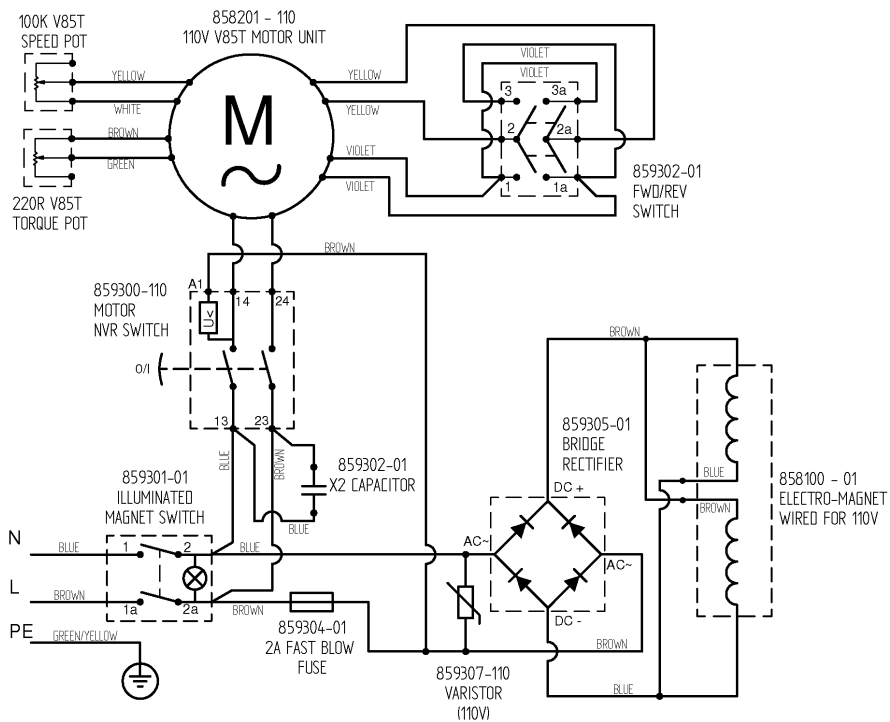 100K V85T
SPEED POT
858201 - 110
110V V85T MOTOR UNIT
YELLOW
WHITE
BROWN
GREEN
220R V85T
TORQUE POT
M
YELLOW
YELLOW
VIOLET
VIOLET
VIOLET
VIOLET
3
3a
2
2a
1
1a
859302-01
FWD/REV
SWITCH
BROWN
859300-110
MOTOR
NVR SWITCH
A1
14
24
U<
O/I
13
23
BLUE
BROWN
859302-01
X2 CAPACITOR
BLUE
859301-01
ILLUMINATED
MAGNET SWITCH
N
BLUE
1
2
BLUE
L
BROWN
1a
2a
BROWN
PE
GREEN/YELLOW
859304-01
2A FAST BLOW
FUSE
859307-110
VARISTOR
(110V)
859305-01
BRIDGE
RECTIFIER
DC +
AC~
AC~
DC -
BROWN
BLUE
BROWN
BLUE
BROWN
858100 - 01
ELECTRO-MAGNET
WIRED FOR 110V